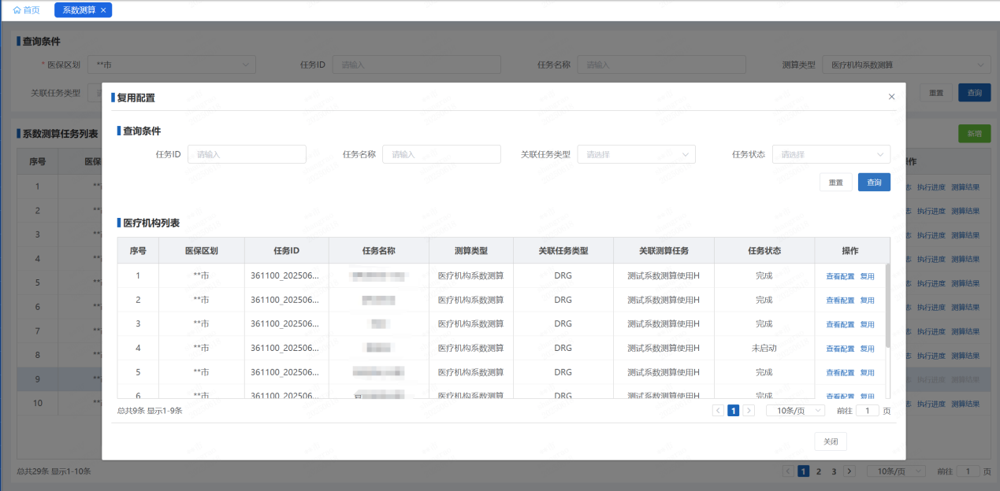 首页 系数测算 ×
查询条件
* 医保区划 **市 任务ID 请输入 任务名称 请输入 测算类型 医疗机构系数测算
关联任务类型 重置 查询
复用配置
系数测算任务列表 新增
查询条件
任务ID 请输入 任务名称 请输入 关联任务类型 请选择 任务状态 请选择
重置 查询
医疗机构列表
序号 医保区划 任务ID 任务名称 测算类型 关联任务类型 关联测算任务 任务状态 操作
1 **市 361100_202506... 医疗机构系数测算 DRG 测试系数测算使用H 完成 查看配置 复用
2 **市 361100_202506... 医疗机构系数测算 DRG 测试系数测算使用H 完成 查看配置 复用
3 **市 361100_202506... 医疗机构系数测算 DRG 测试系数测算使用H 完成 查看配置 复用
4 **市 361100_202506... 医疗机构系数测算 DRG 测试系数测算使用H 未启动 查看配置 复用
5 **市 361100_202506... 医疗机构系数测算 DRG 测试系数测算使用H 完成 查看配置 复用
6 **市 361100_202506... 医疗机构系数测算 DRG 测试系数测算使用H 完成 查看配置 复用
总共9条 显示1-9条 1 10条/页 前往 1 页
关闭
序号 医保 作
1 ** 志 执行进度 测算结果
2 ** 志 执行进度 测算结果
3 ** 志 执行进度 测算结果
4 ** 志 执行进度 测算结果
5 ** 志 执行进度 测算结果
6 ** 志 执行进度 测算结果
7 ** 志 执行进度 测算结果
8 ** 志 执行进度 测算结果
9 ** 志 执行进度 测算结果
10 ** 志 执行进度 测算结果
总共29条 显示1-10条 1 2 3 10条/页 前往 1 页